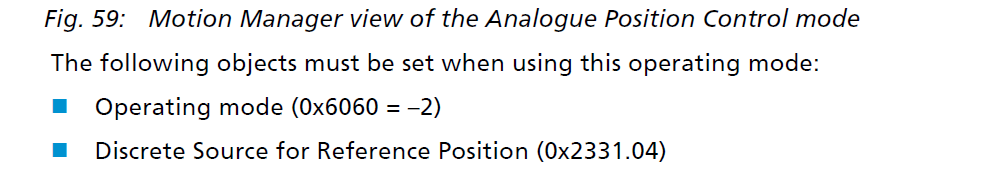 Fig. 59: Motion Manager view of the Analogue Position Control mode
The following objects must be set when using this operating mode:
■ Operating mode (0x6060 = –2)
■ Discrete Source for Reference Position (0x2331.04)